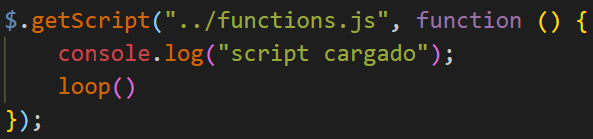 $.getScript("../functions.js", function () {
console.log("script cargado");
loop()
});